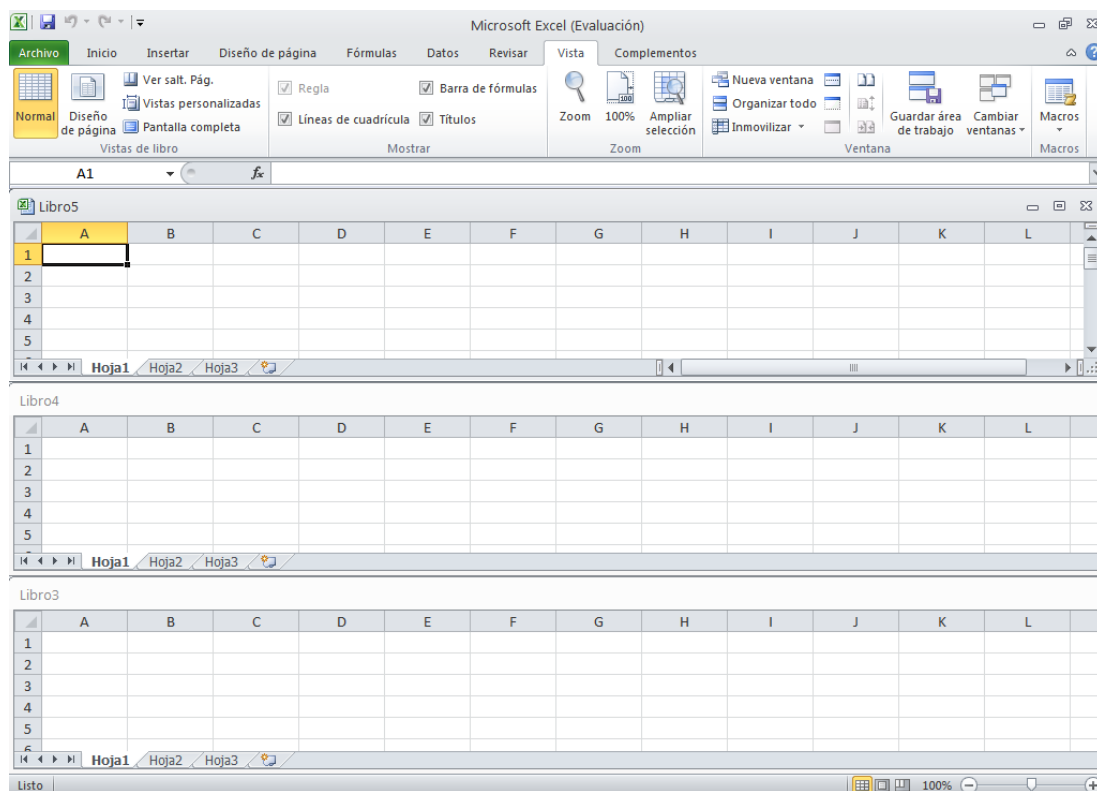 Microsoft Excel (Evaluación)
Archivo Inicio Insertar Diseño de página Fórmulas Datos Revisar Vista Complementos
Normal
Diseño
de página
Ver salt. Pág.
Vistas personalizadas
Pantalla completa
Vistas de libro
Regla
Líneas de cuadrícula
Barra de fórmulas
Títulos
Mostrar
Zoom
100%
Ampliar
selección
Zoom
Nueva ventana
Organizar todo
Inmovilizar
Guardar área
de trabajo
Cambiar
ventanas
Ventana
Macros
Macros
A1 fx
Libro5
A B C D E F G H I J K L
1
2
3
4
5
Hoja1 Hoja2 Hoja3
Libro4
A B C D E F G H I J K L
1
2
3
4
5
Hoja1 Hoja2 Hoja3
Libro3
A B C D E F G H I J K L
1
2
3
4
5
6
Hoja1 Hoja2 Hoja3
Listo 100%